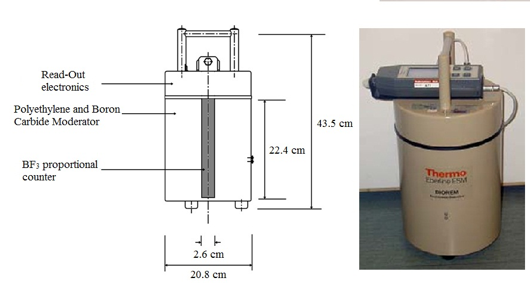 Read-Out
electronics
Polyethylene and Boron
Carbide Moderator
BF3 proportional
counter
43.5 cm
22.4 cm
2.6 cm
20.8 cm
Thermo
BIOREM